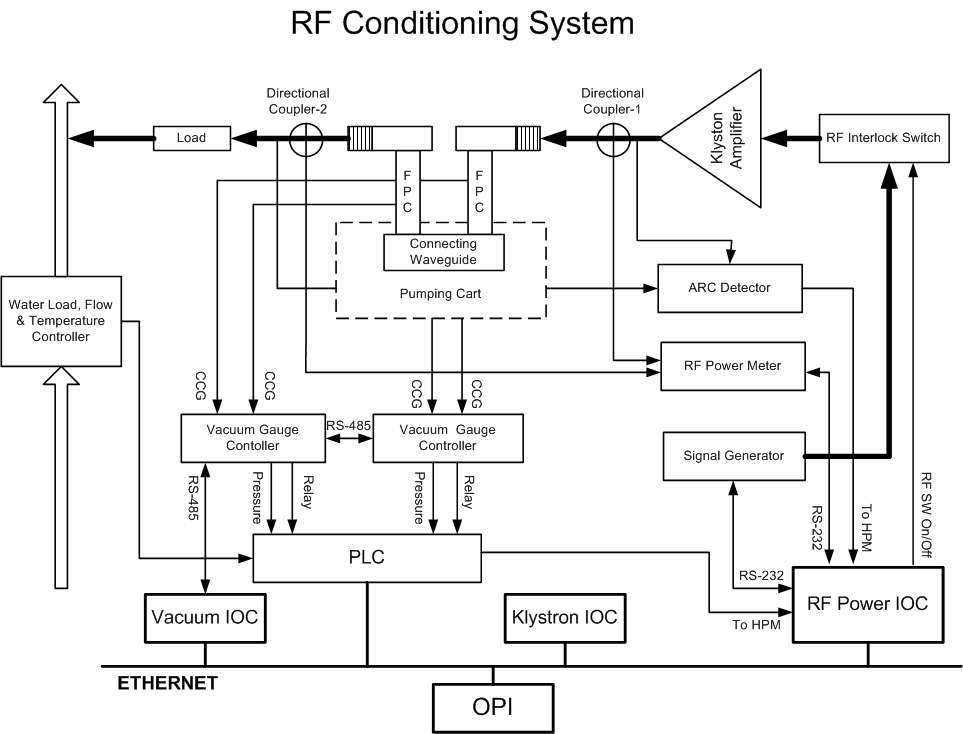 RF Conditioning System
Directional
Coupler-2
Directional
Coupler-1
Load
Klyston
Amplifier
RF Interlock Switch
F
P
C
F
P
C
Connecting
Waveguide
Pumping Cart
ARC Detector
Water Load, Flow
& Temperature
Controller
RF Power Meter
CCG
CCG
CCG
CCG
Vacuum Gauge
Contoller
RS-485
Vacuum Gauge
Controller
Signal Generator
RS-485
Pressure
Relay
Pressure
Relay
RS-232
To HPM
RF SW On/Off
PLC
RS-232
To HPM
RF Power IOC
Vacuum IOC
Klystron IOC
ETHERNET
OPI